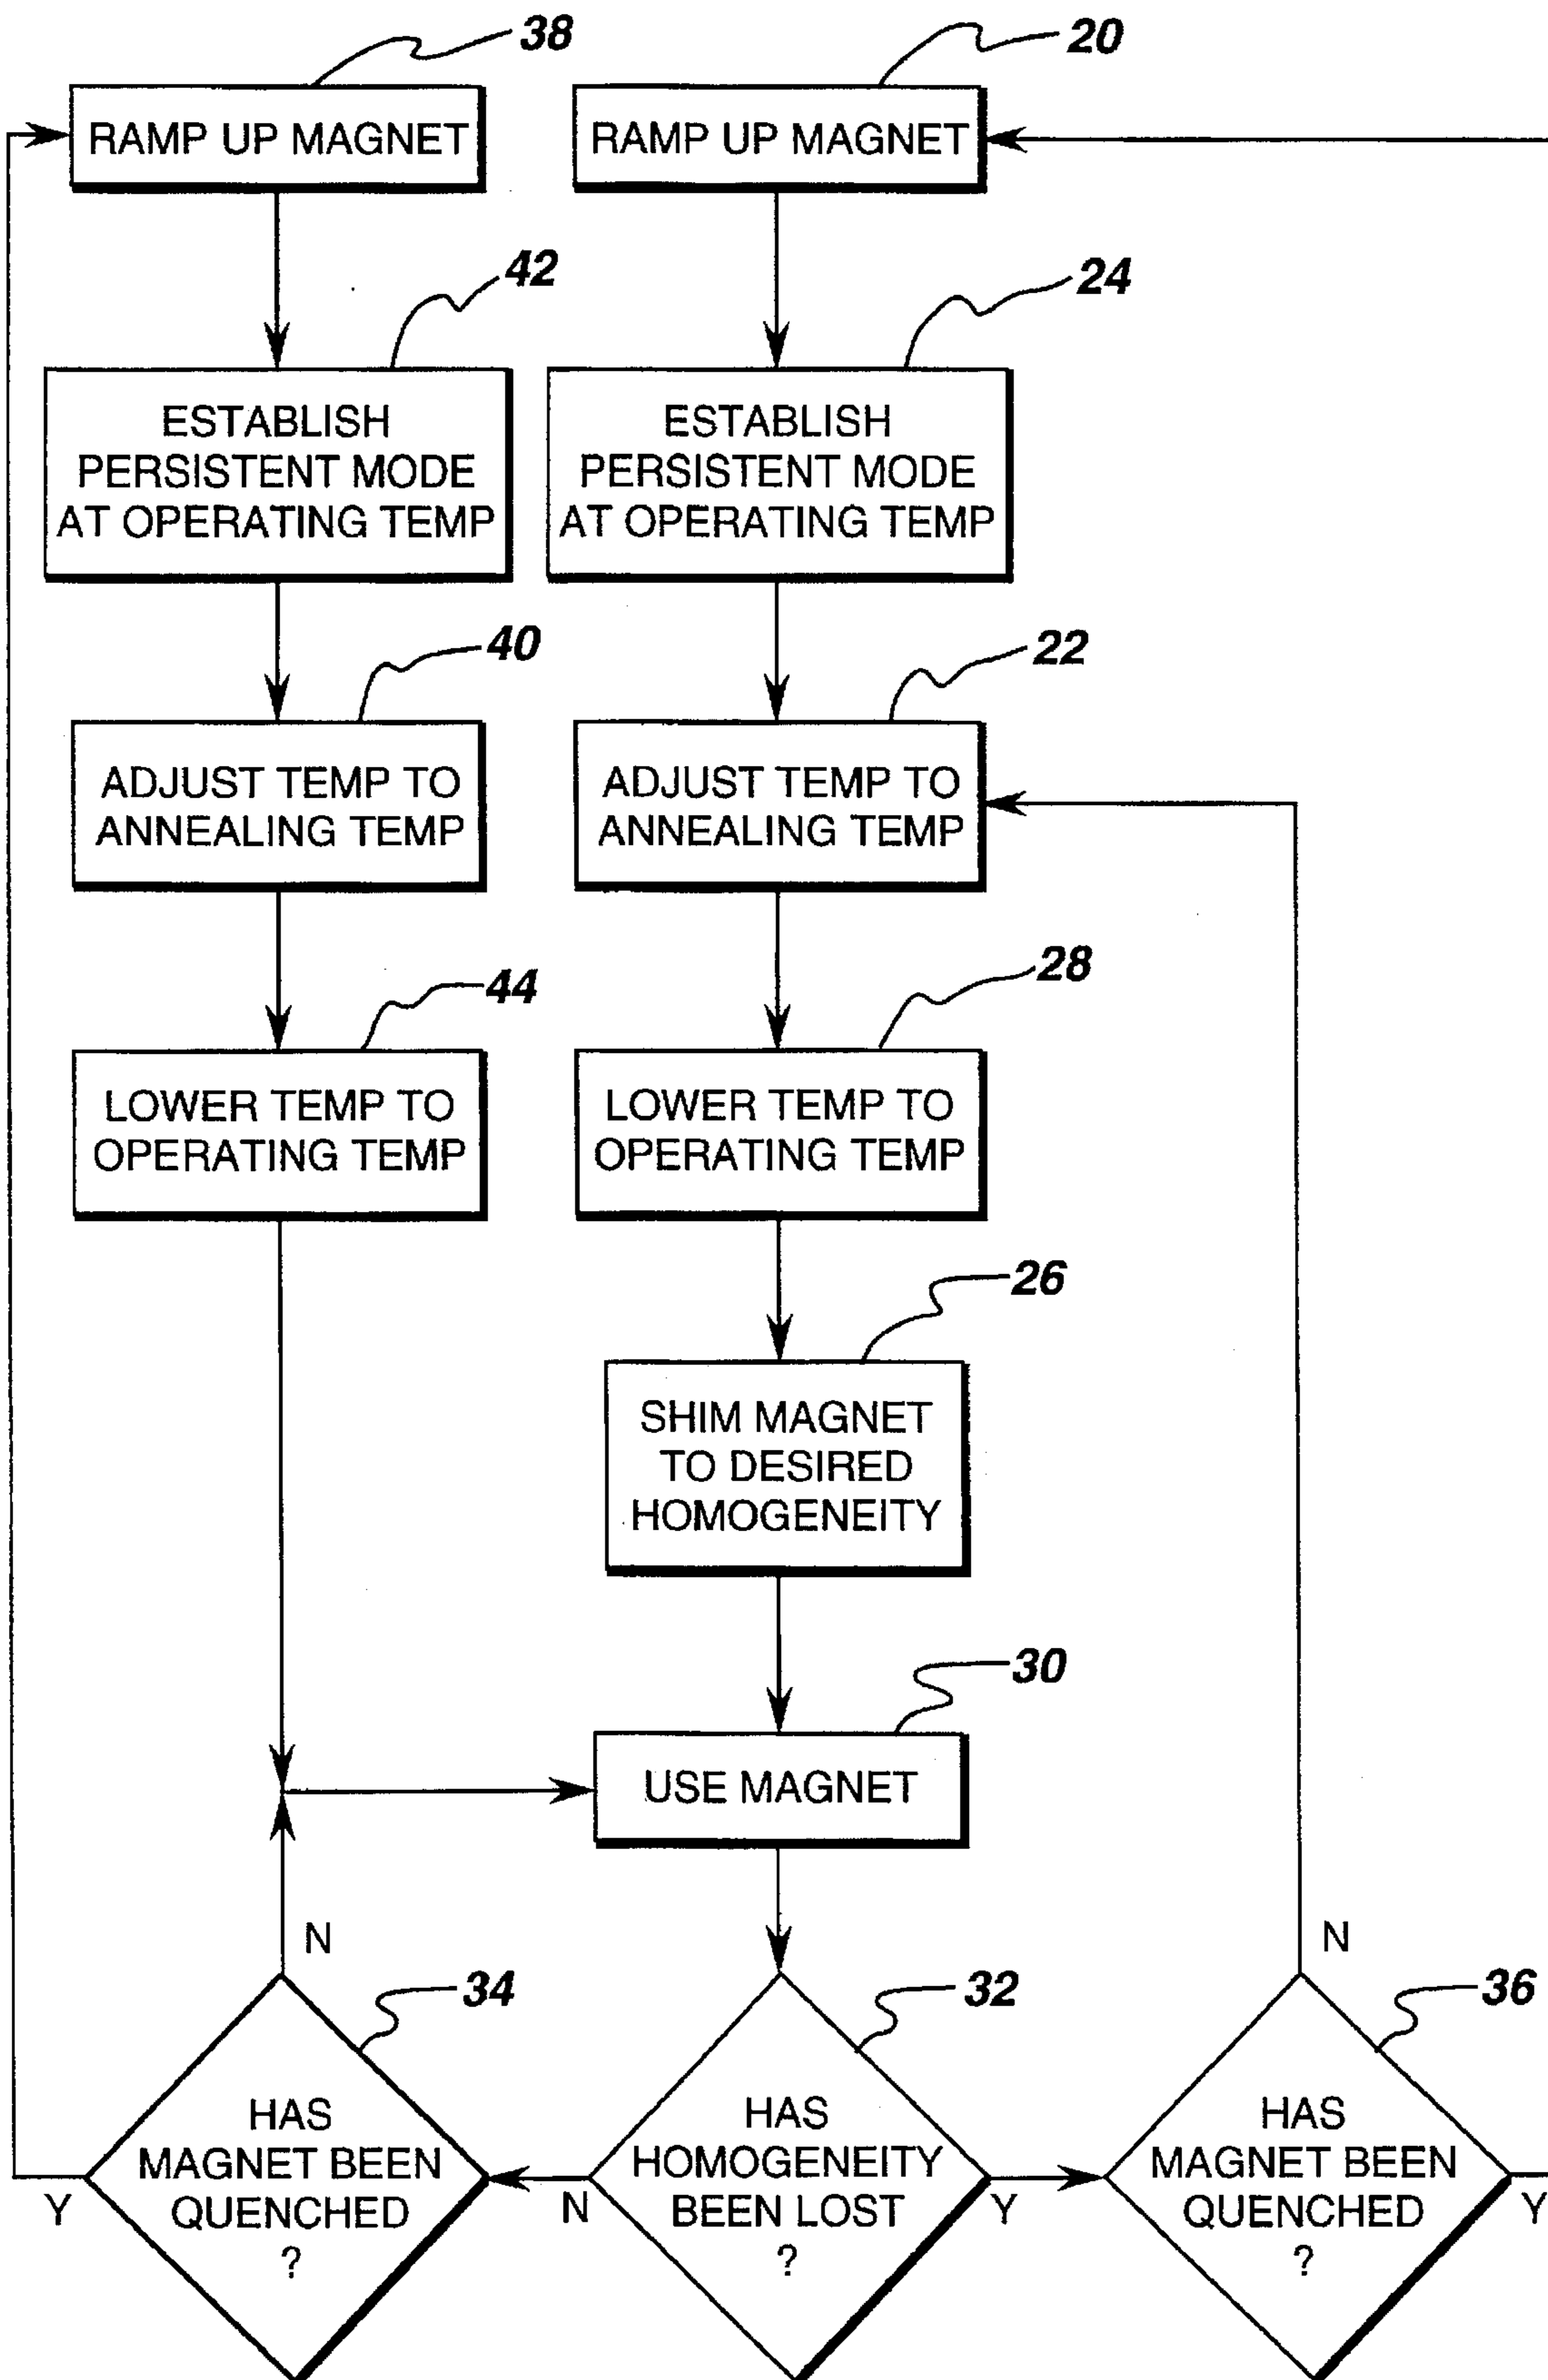 38
20
RAMP UP MAGNET
RAMP UP MAGNET
42
24
ESTABLISH
PERSISTENT MODE
AT OPERATING TEMP
ESTABLISH
PERSISTENT MODE
AT OPERATING TEMP
40
22
ADJUST TEMP TO
ANNEALING TEMP
ADJUST TEMP TO
ANNEALING TEMP
44
28
LOWER TEMP TO
OPERATING TEMP
LOWER TEMP TO
OPERATING TEMP
26
SHIM MAGNET
TO DESIRED
HOMOGENEITY
30
USE MAGNET
N
N
34
32
36
HAS
MAGNET BEEN
QUENCHED
?
HAS
HOMOGENEITY
BEEN LOST
?
HAS
MAGNET BEEN
QUENCHED
?
Y
N
Y
Y